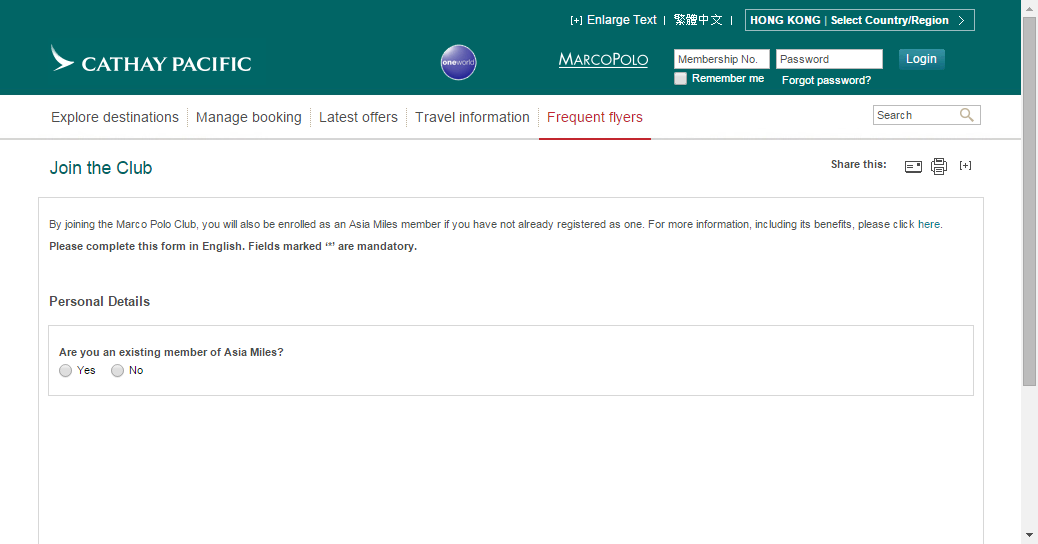 [+] Enlarge Text | 繁體中文 | HONG KONG | Select Country/Region
CATHAY PACIFIC
oneworld
MARCOPOLO
Membership No.
Password
Login
Remember me
Forgot password?
Explore destinations
Manage booking
Latest offers
Travel information
Frequent flyers
Search
Join the Club
Share this:
[+]
By joining the Marco Polo Club, you will also be enrolled as an Asia Miles member if you have not already registered as one. For more information, including its benefits, please click here.
Please complete this form in English. Fields marked ‘*’ are mandatory.
Personal Details
Are you an existing member of Asia Miles?
Yes No